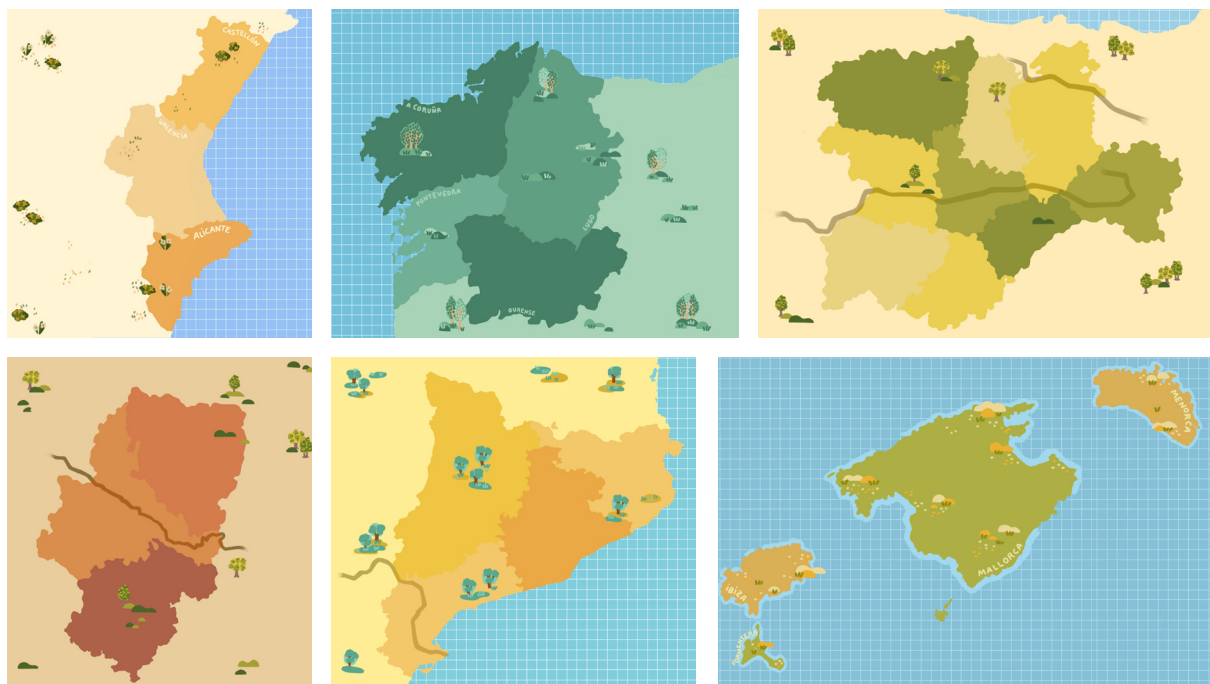 CASTELLÓN
VALENCIA
ALICANTE
A CORUÑA
PONTEVEDRA
LUGO
OURENSE
MENORCA
MALLORCA
IBIZA
FORMENTERA